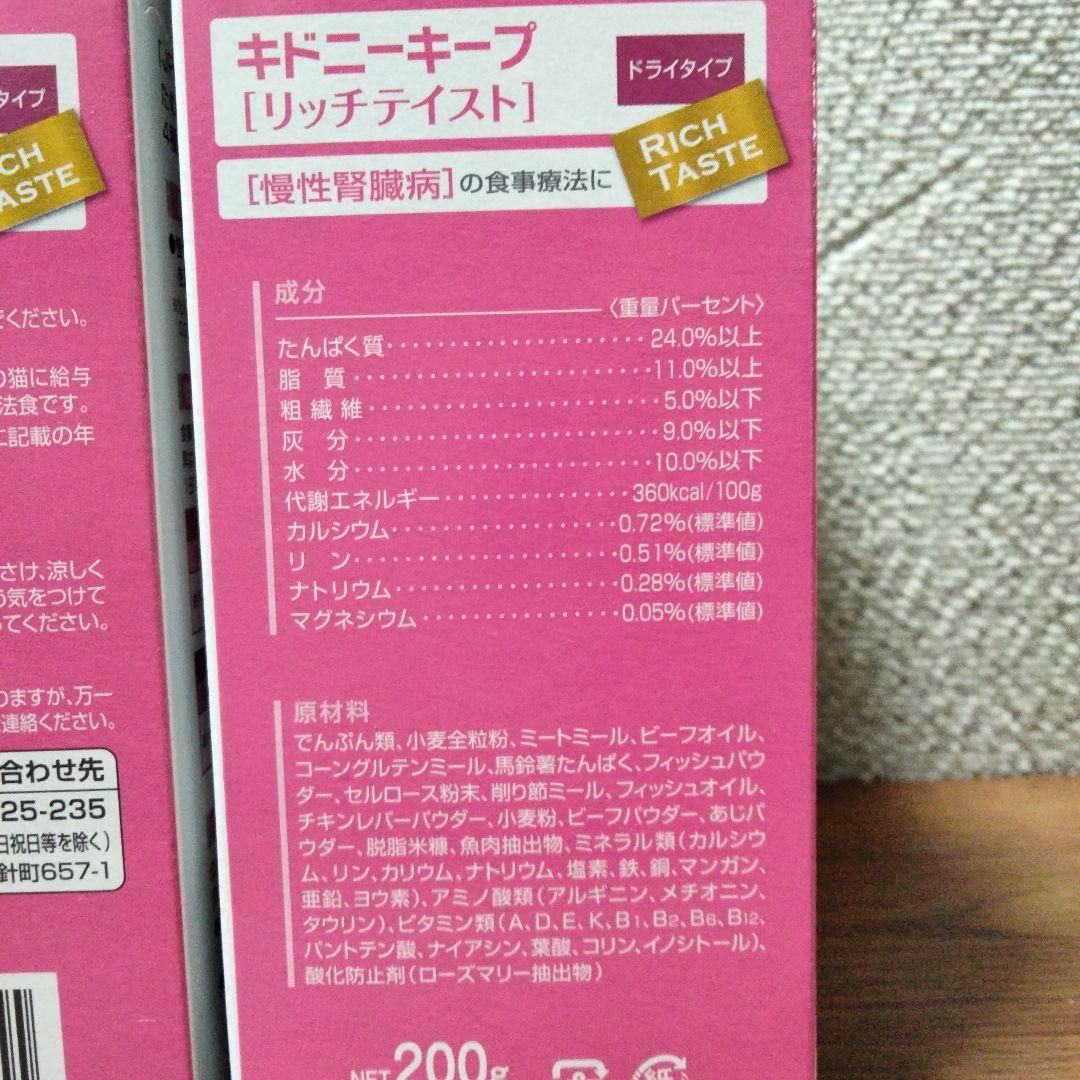 キドニーキープ
[リッチテイスト]
ドライタイプ
RICH
TASTE
[慢性腎臓病]の食事療法に
成分
〈重量パーセント〉
たんぱく質・・・・・・・・・・・・・・・・・・・・・・24.0%以上
脂 質・・・・・・・・・・・・・・・・・・・・・・・・・11.0%以上
粗 繊 維・・・・・・・・・・・・・・・・・・・・・・・・5.0%以下
灰 分・・・・・・・・・・・・・・・・・・・・・・・・・・9.0%以下
水 分・・・・・・・・・・・・・・・・・・・・・・・・・10.0%以下
代謝エネルギー・・・・・・・・・・・・・・・・360kcal/100g
カルシウム・・・・・・・・・・・・・・・・・・・0.72%(標準値)
リ ン・・・・・・・・・・・・・・・・・・・・・・0.51%(標準値)
ナトリウム・・・・・・・・・・・・・・・・・・・0.28%(標準値)
マグネシウム・・・・・・・・・・・・・・・・・0.05%(標準値)
原材料
でんぷん類、小麦全粒粉、ミートミール、ビーフオイル、
コーングルテンミール、馬鈴薯たんぱく、フィッシュパウ
ダー、セルロース粉末、削り節ミール、フィッシュオイル、
チキンレバーパウダー、小麦粉、ビーフパウダー、あじパ
ウダー、脱脂米糠、魚肉抽出物、ミネラル類(カルシウ
ム、リン、カリウム、ナトリウム、塩素、鉄、銅、マンガン、
亜鉛、ヨウ素)、アミノ酸類(アルギニン、メチオニン、
タウリン)、ビタミン類(A、D、E、K、B1、B2、B6、B12、
パントテン酸、ナイアシン、葉酸、コリン、イノシトール)、
酸化防止剤(ローズマリー抽出物)
NET 200g
紙
タイプ
CH
ASTE
ください。
の猫に給与
法食です。
に記載の年
さけ、涼しく
う気をつけて
ってください。
りますが、万一
連絡ください。
合わせ先
25-235
日祝日等を除く)
針町657-1